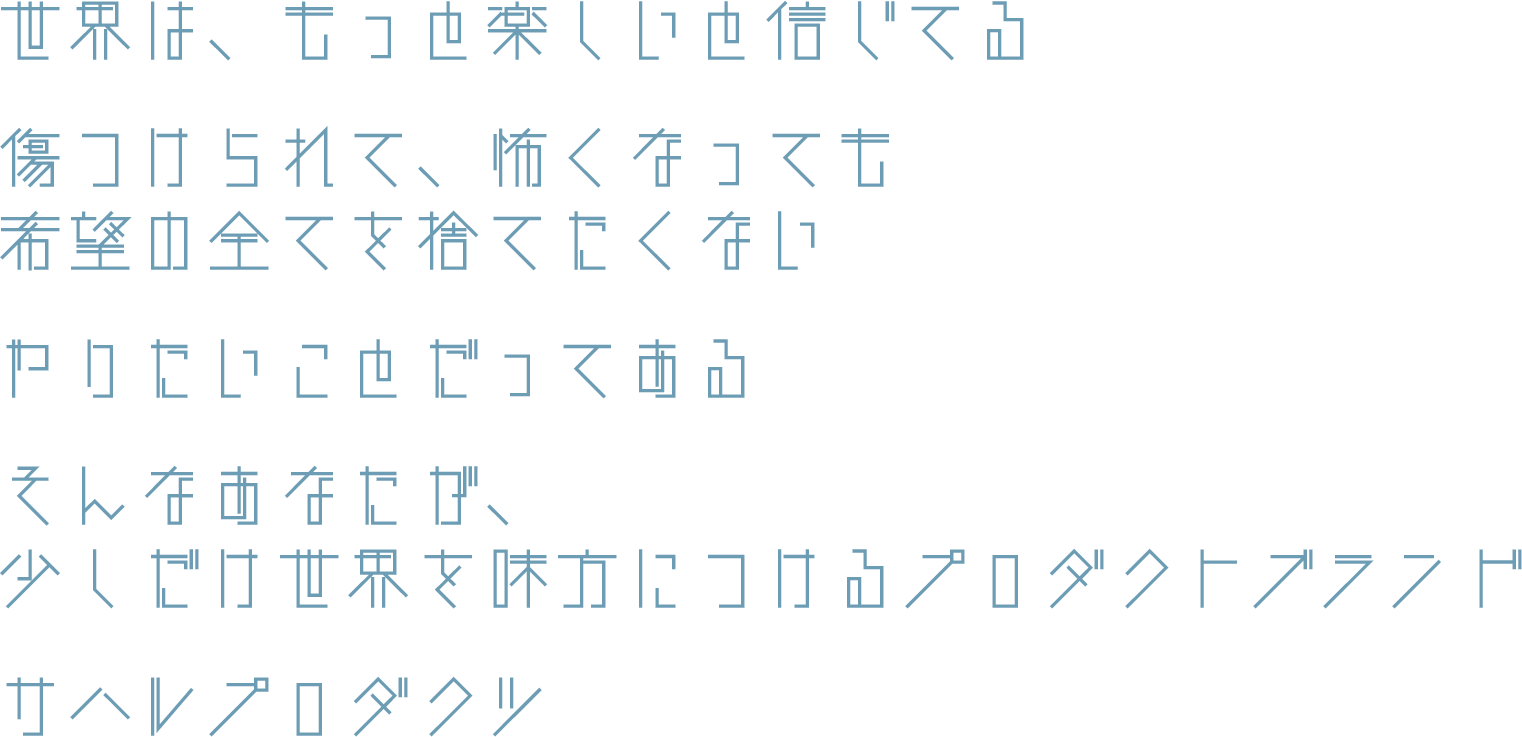 世界は、もっと楽しいと信じてる
傷つけられて、怖くなっても
希望の全てを捨てたくない
やりたいことだってある
そんなあなたが、
少しだけ世界を味方につけるプロダクトブランド
サヘルプロダクツ